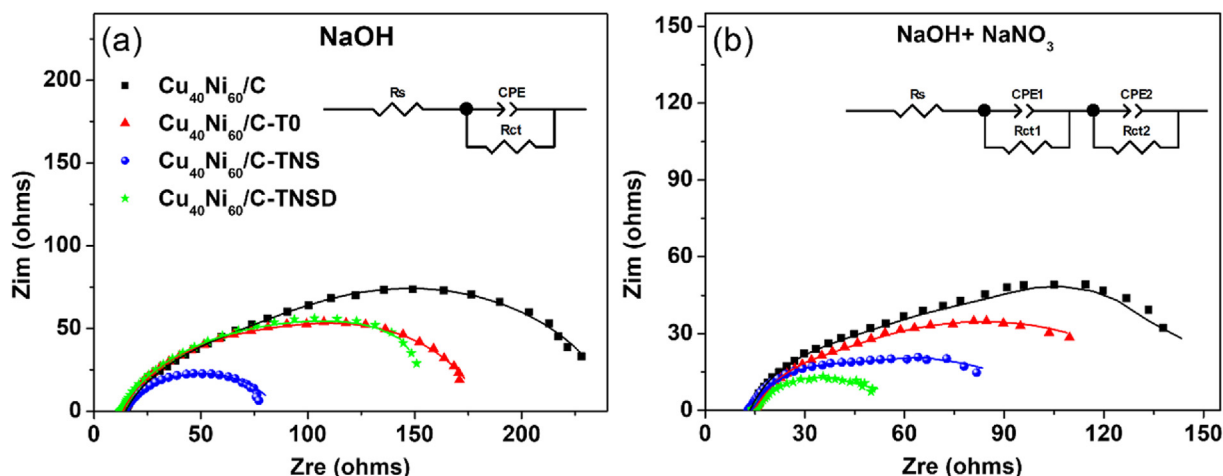 (a)
NaOH
Cu40Ni60/C
Cu40Ni60/C-T0
Cu40Ni60/C-TNS
Cu40Ni60/C-TNSD
Rs
CPE
Rct
Zim (ohms)
200
150
100
50
0
0 50 100 150 200
Zre (ohms)
(b)
NaOH+ NaNO3
Rs
CPE1
CPE2
Rct1
Rct2
Zim (ohms)
150
120
90
60
30
0
0 30 60 90 120 150
Zre (ohms)